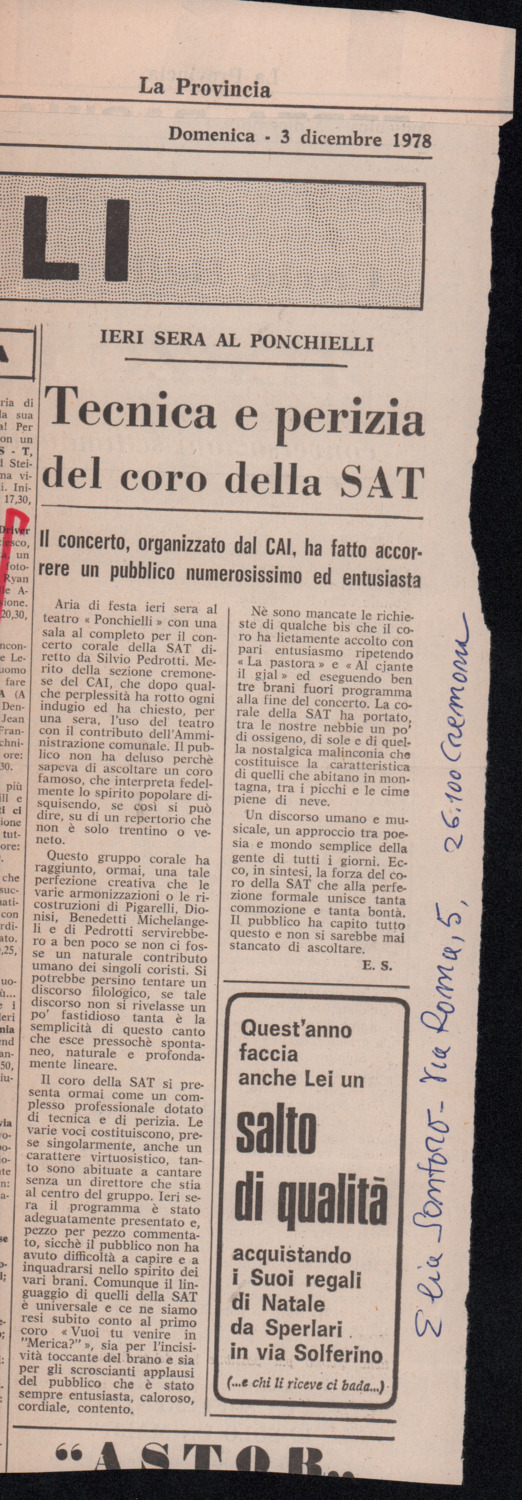 La Provincia
Domenica - 3 dicembre 1978
LI
IERI SERA AL PONCHIELLI
Tecnica e perizia
del coro della SAT
Il concerto, organizzato dal CAI, ha fatto accor-
rere un pubblico numerosissimo ed entusiasta
Aria di festa ieri sera al
teatro « Ponchielli » con una
sala al completo per il con-
certo corale della SAT di-
retto da Silvio Pedrotti. Me-
rito della sezione cremone-
se del CAI, che dopo qual-
che perplessità ha rotto ogni
indugio ed ha chiesto, per
una sera, l'uso del teatro
con il contributo dell'Ammi-
nistrazione comunale. Il pub-
blico non ha deluso perchè
sapeva di ascoltare un coro
famoso, che interpreta fedel-
mente lo spirito popolare di-
squisendo, se così si può
dire, su di un repertorio che
non è solo trentino o ve-
neto.
Questo gruppo corale ha
raggiunto, ormai, una tale
perfezione creativa che le
varie armonizzazioni o le ri-
costruzioni di Pigarelli, Dio-
nisi, Benedetti Michelange-
li e di Pedrotti servirebbe-
ro a ben poco se non ci fos-
se un naturale contributo
umano dei singoli coristi. Si
potrebbe persino tentare un
discorso filologico, se tale
discorso non si rivelasse un
po' fastidioso tanta è la
semplicità di questo canto
che esce pressochè sponta-
neo, naturale e profonda-
mente lineare.
Il coro della SAT si pre-
senta ormai come un com-
plesso professionale dotato
di tecnica e di perizia. Le
varie voci costituiscono, pre-
se singolarmente, anche un
carattere virtuosistico, tan-
to sono abituate a cantare
senza un direttore che stia
al centro del gruppo. Ieri se-
ra il programma è stato
adeguatamente presentato e,
pezzo per pezzo commenta-
to, sicchè il pubblico non ha
avuto difficoltà a capire e a
inquadrarsi nello spirito dei
vari brani. Comunque il lin-
guaggio di quelli della SAT
è universale e ce ne siamo
resi subito conto al primo
coro « Vuoi tu venire in
"Merica?" », sia per l'incisi-
vità toccante del brano e sia
per gli scroscianti applausi
del pubblico che è stato
sempre entusiasta, caloroso,
cordiale, contento.
Nè sono mancate le richie-
ste di qualche bis che il co-
ro ha lietamente accolto con
pari entusiasmo ripetendo
« La pastora » e « Al cjante
il gjal » ed eseguendo ben
tre brani fuori programma
alla fine del concerto. La co-
rale della SAT ha portato,
tra le nostre nebbie un po'
di ossigeno, di sole e di quel-
la nostalgica malinconia che
costituisce la caratteristica
di quelli che abitano in mon-
tagna, tra i picchi e le cime
piene di neve.
Un discorso umano e mu-
sicale, un approccio tra poe-
sia e mondo semplice della
gente di tutti i giorni. Ec-
co, in sintesi, la forza del co-
ro della SAT che alla perfe-
zione formale unisce tanta
commozione e tanta bontà.
Il pubblico ha capito tutto
questo e non si sarebbe mai
stancato di ascoltare.
E. S.
Quest'anno
faccia
anche Lei un
salto
di qualità
acquistando
i Suoi regali
di Natale
da Sperlari
in via Solferino
(...e chi li riceve ci bada...)
"ASTOR"
Elia Santoro - Via Roma, 5, 26.100 Cremona